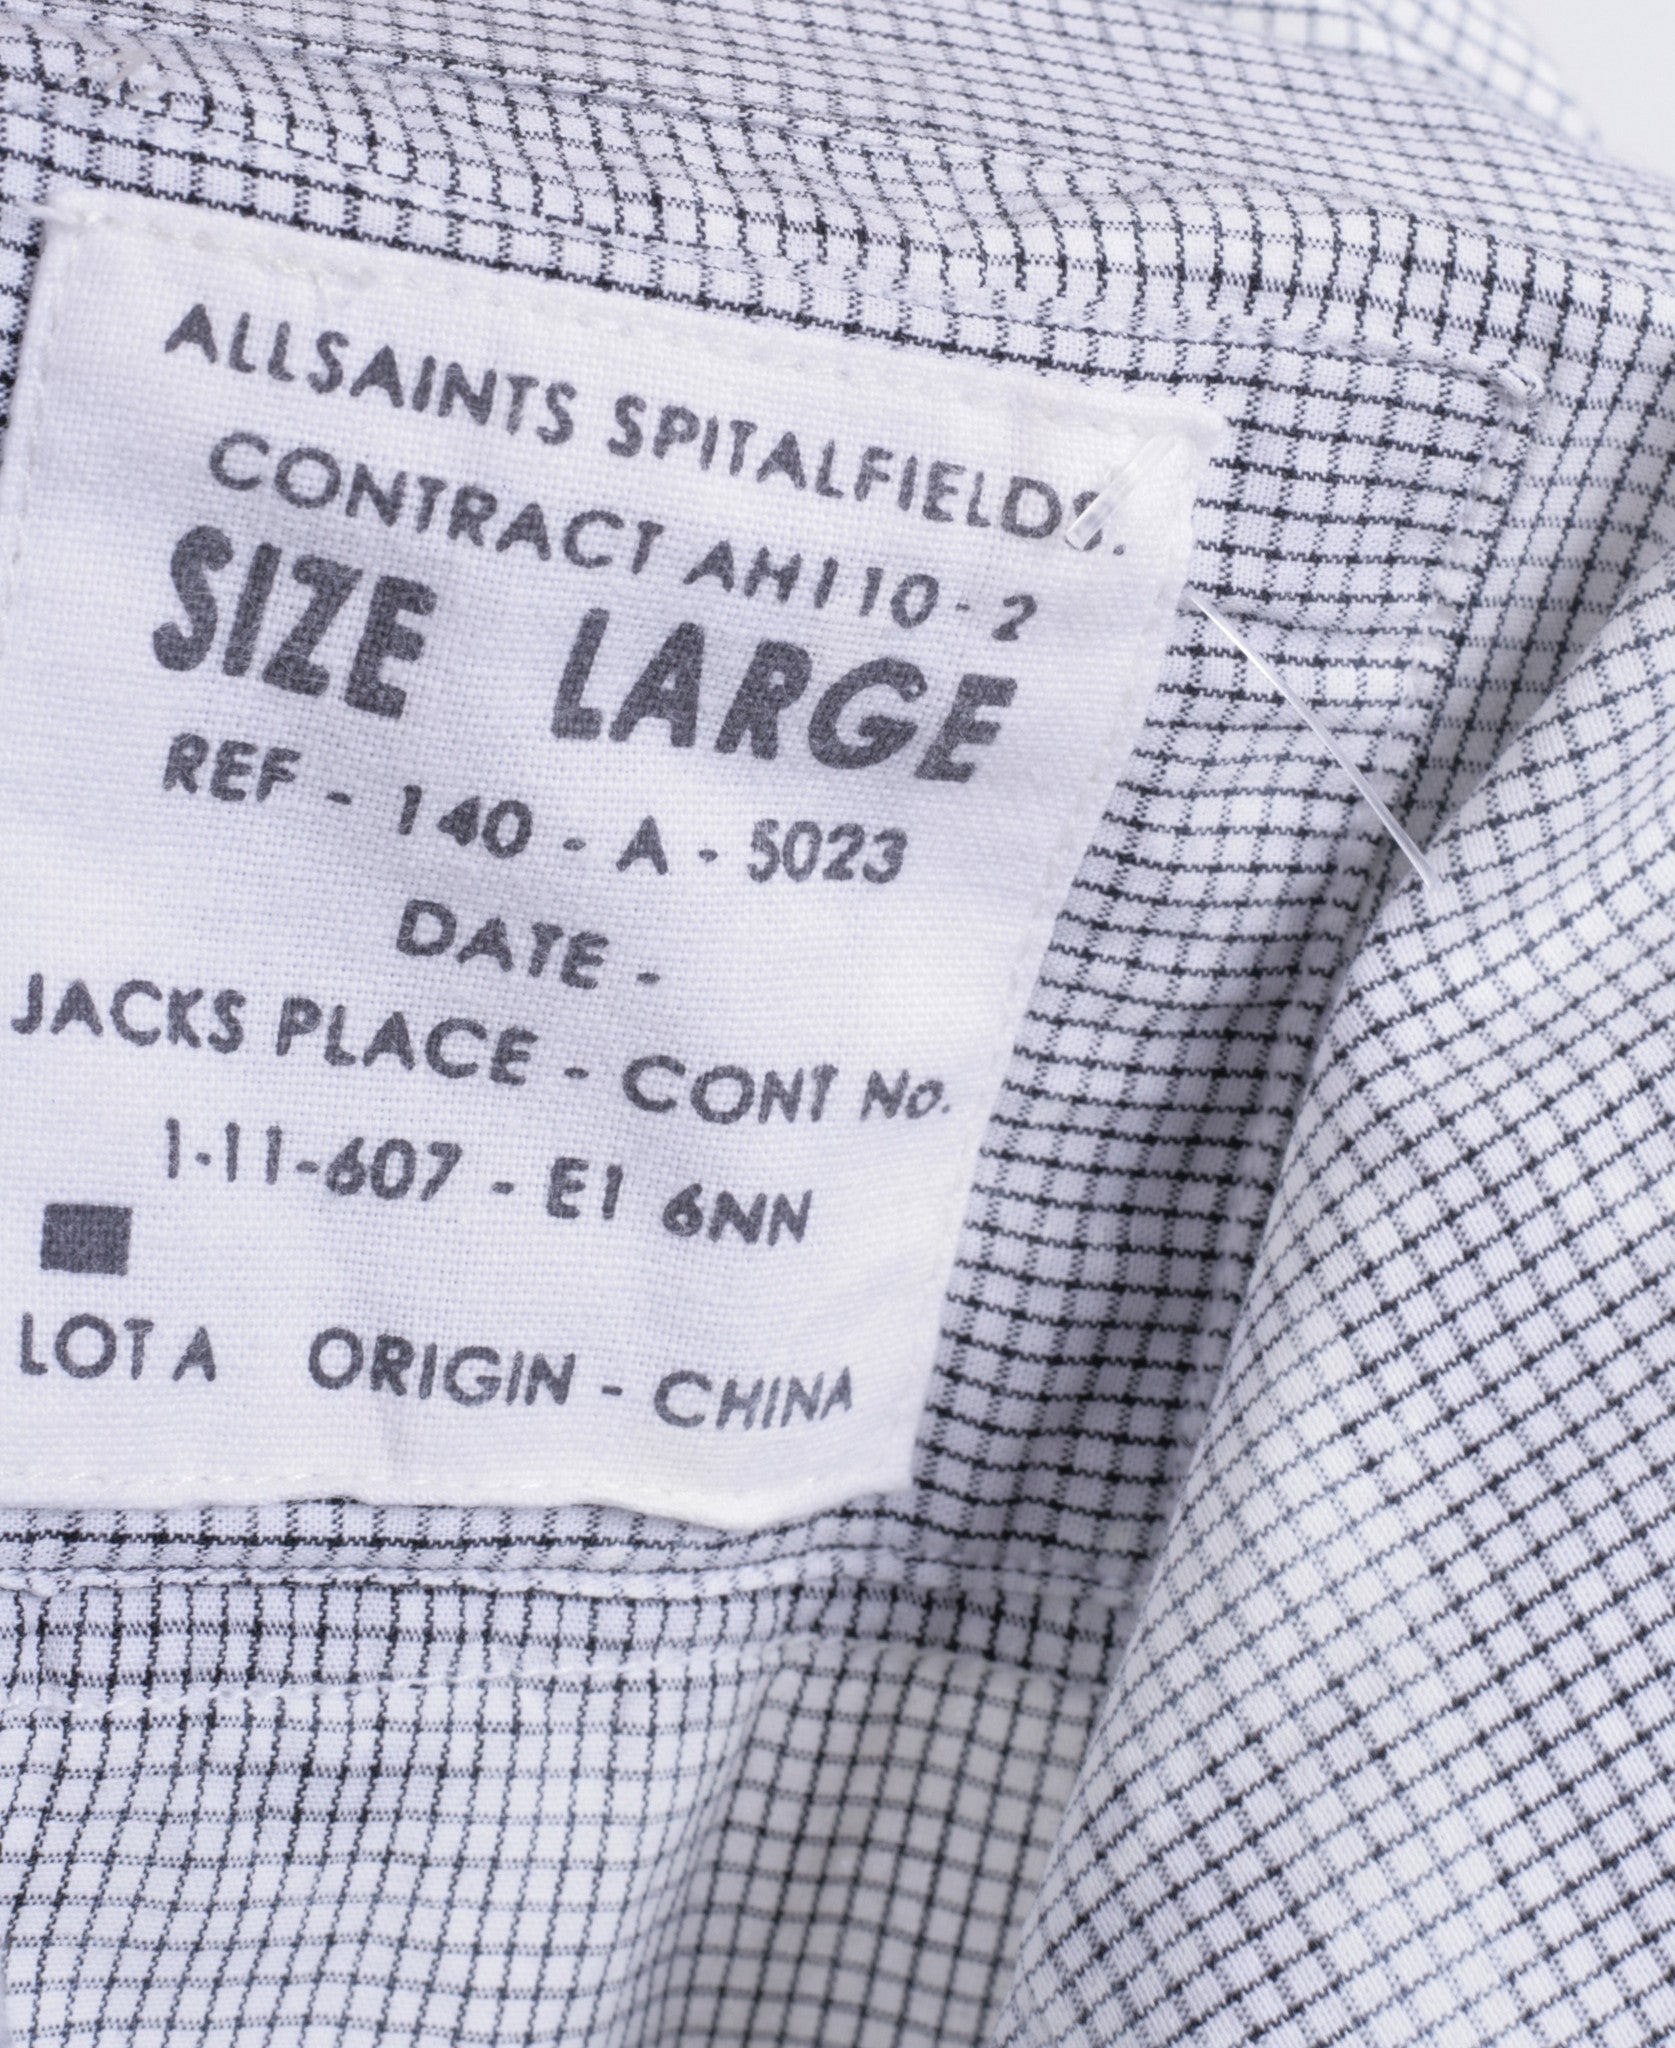 ALLSAINTS SPITALFIELDS.
CONTRACT AH110-2
SIZE LARGE
REF - 140 - A - 5023
DATE -
JACKS PLACE - CONT No.
1-11-607 - E1 6NN
LOT A ORIGIN - CHINA